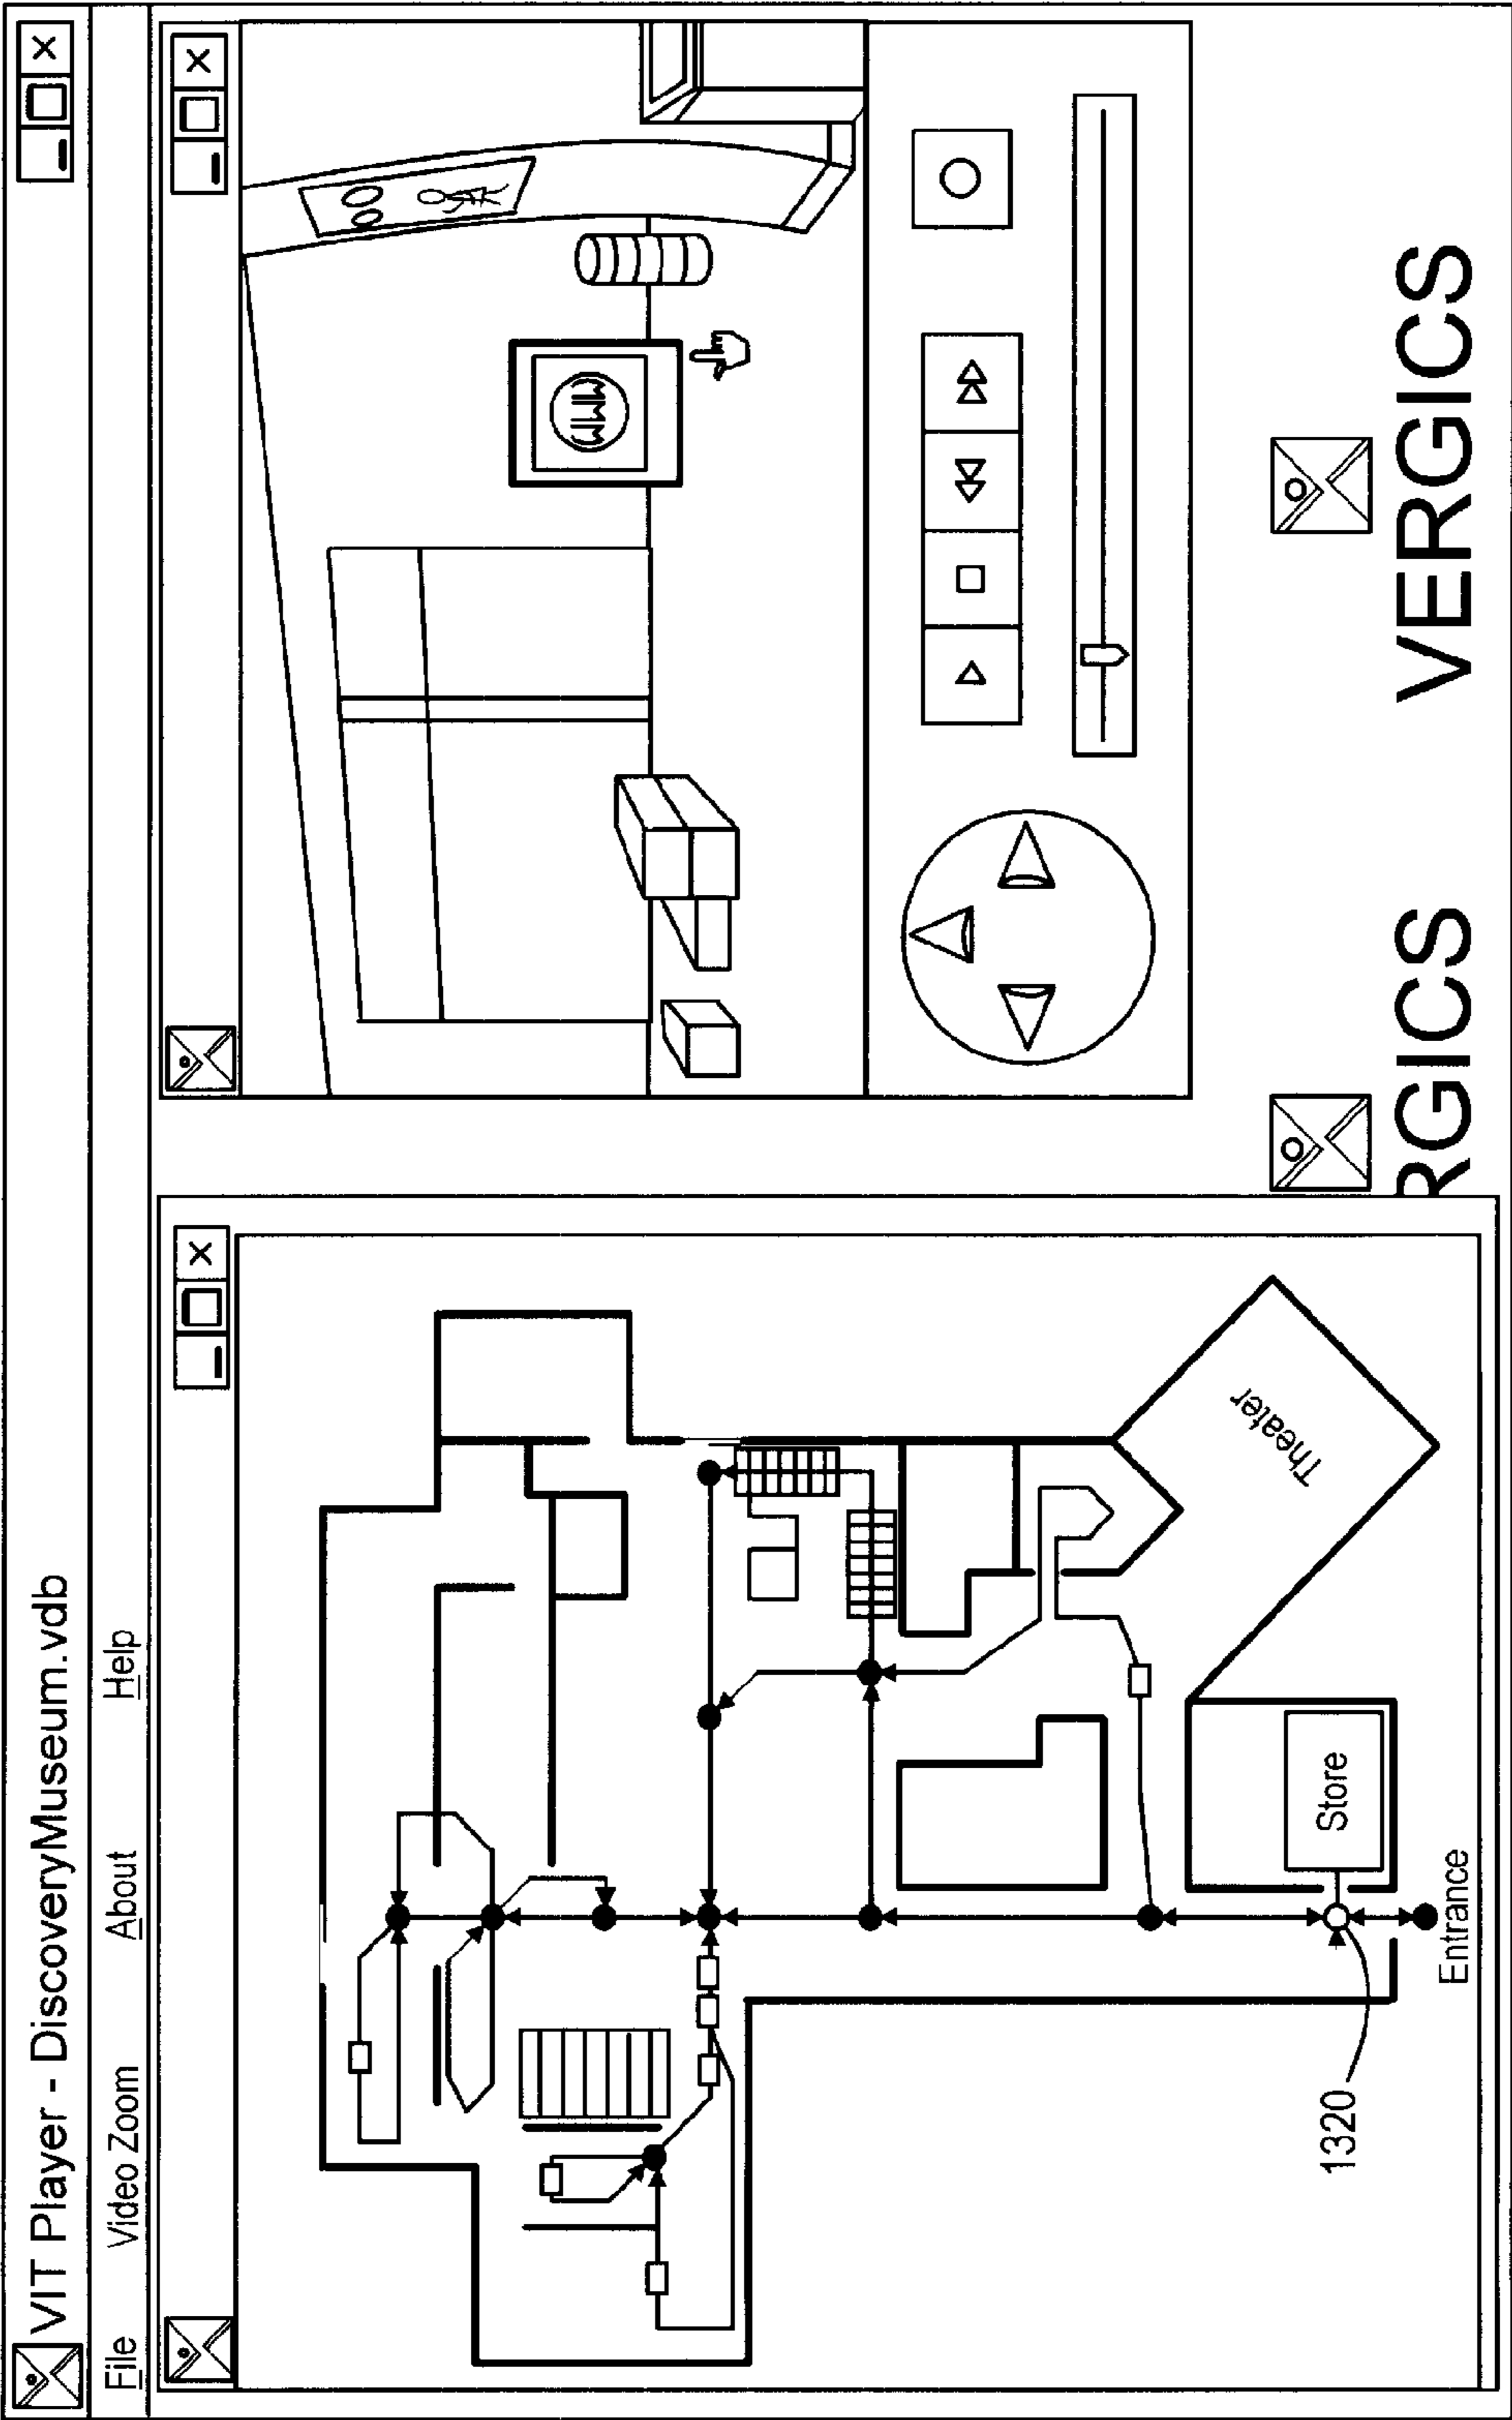 VIT Player - DiscoveryMuseum.vdb
File Video Zoom About Help
Theater
Store
1320
Entrance
RGICS VERGICS